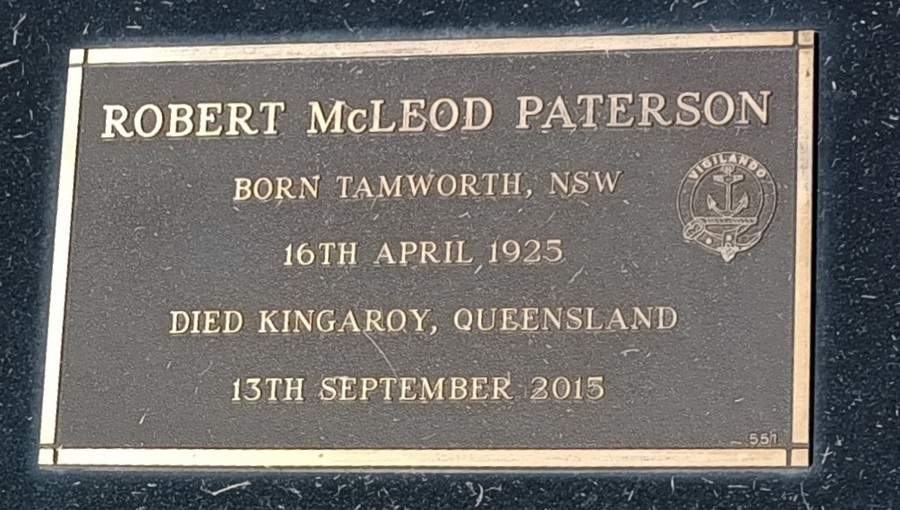 ROBERT McLEOD PATERSON
BORN TAMWORTH, NSW
VIGILANDO
16TH APRIL 1925
DIED KINGAROY, QUEENSLAND
13TH SEPTEMBER 2015
551